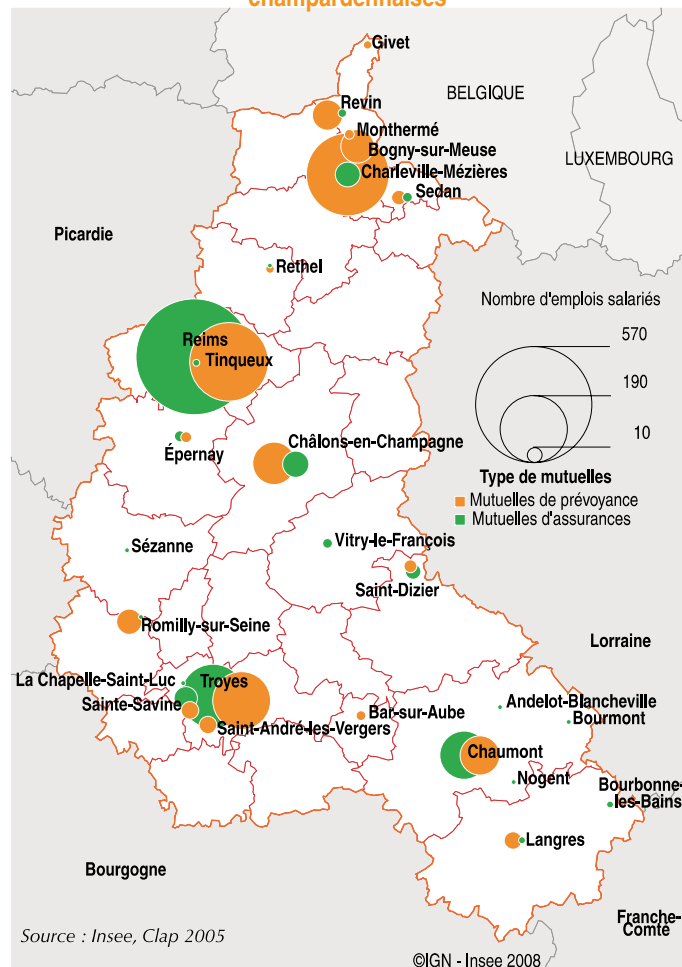 champardennaises
Givet
BELGIQUE
Revin
Monthermé
Bogny-sur-Meuse
LUXEMBOURG
Charleville-Mézières
Sedan
Picardie
Rethel
Nombre d'emplois salariés
570
Reims
Tinqueux
190
10
Châlons-en-Champagne
Épernay
Type de mutuelles
Mutuelles de prévoyance
Mutuelles d'assurances
Vitry-le-François
Sézanne
Saint-Dizier
Romilly-sur-Seine
Lorraine
La Chapelle-Saint-Luc
Troyes
Sainte-Savine
Andelot-Blancheville
Bar-sur-Aube
Bourmont
Saint-André-les-Vergers
Chaumont
Nogent
Bourbonne-
les-Bains
Langres
Bourgogne
Franche-
Comté
Source : Insee, Clap 2005
©IGN - Insee 2008